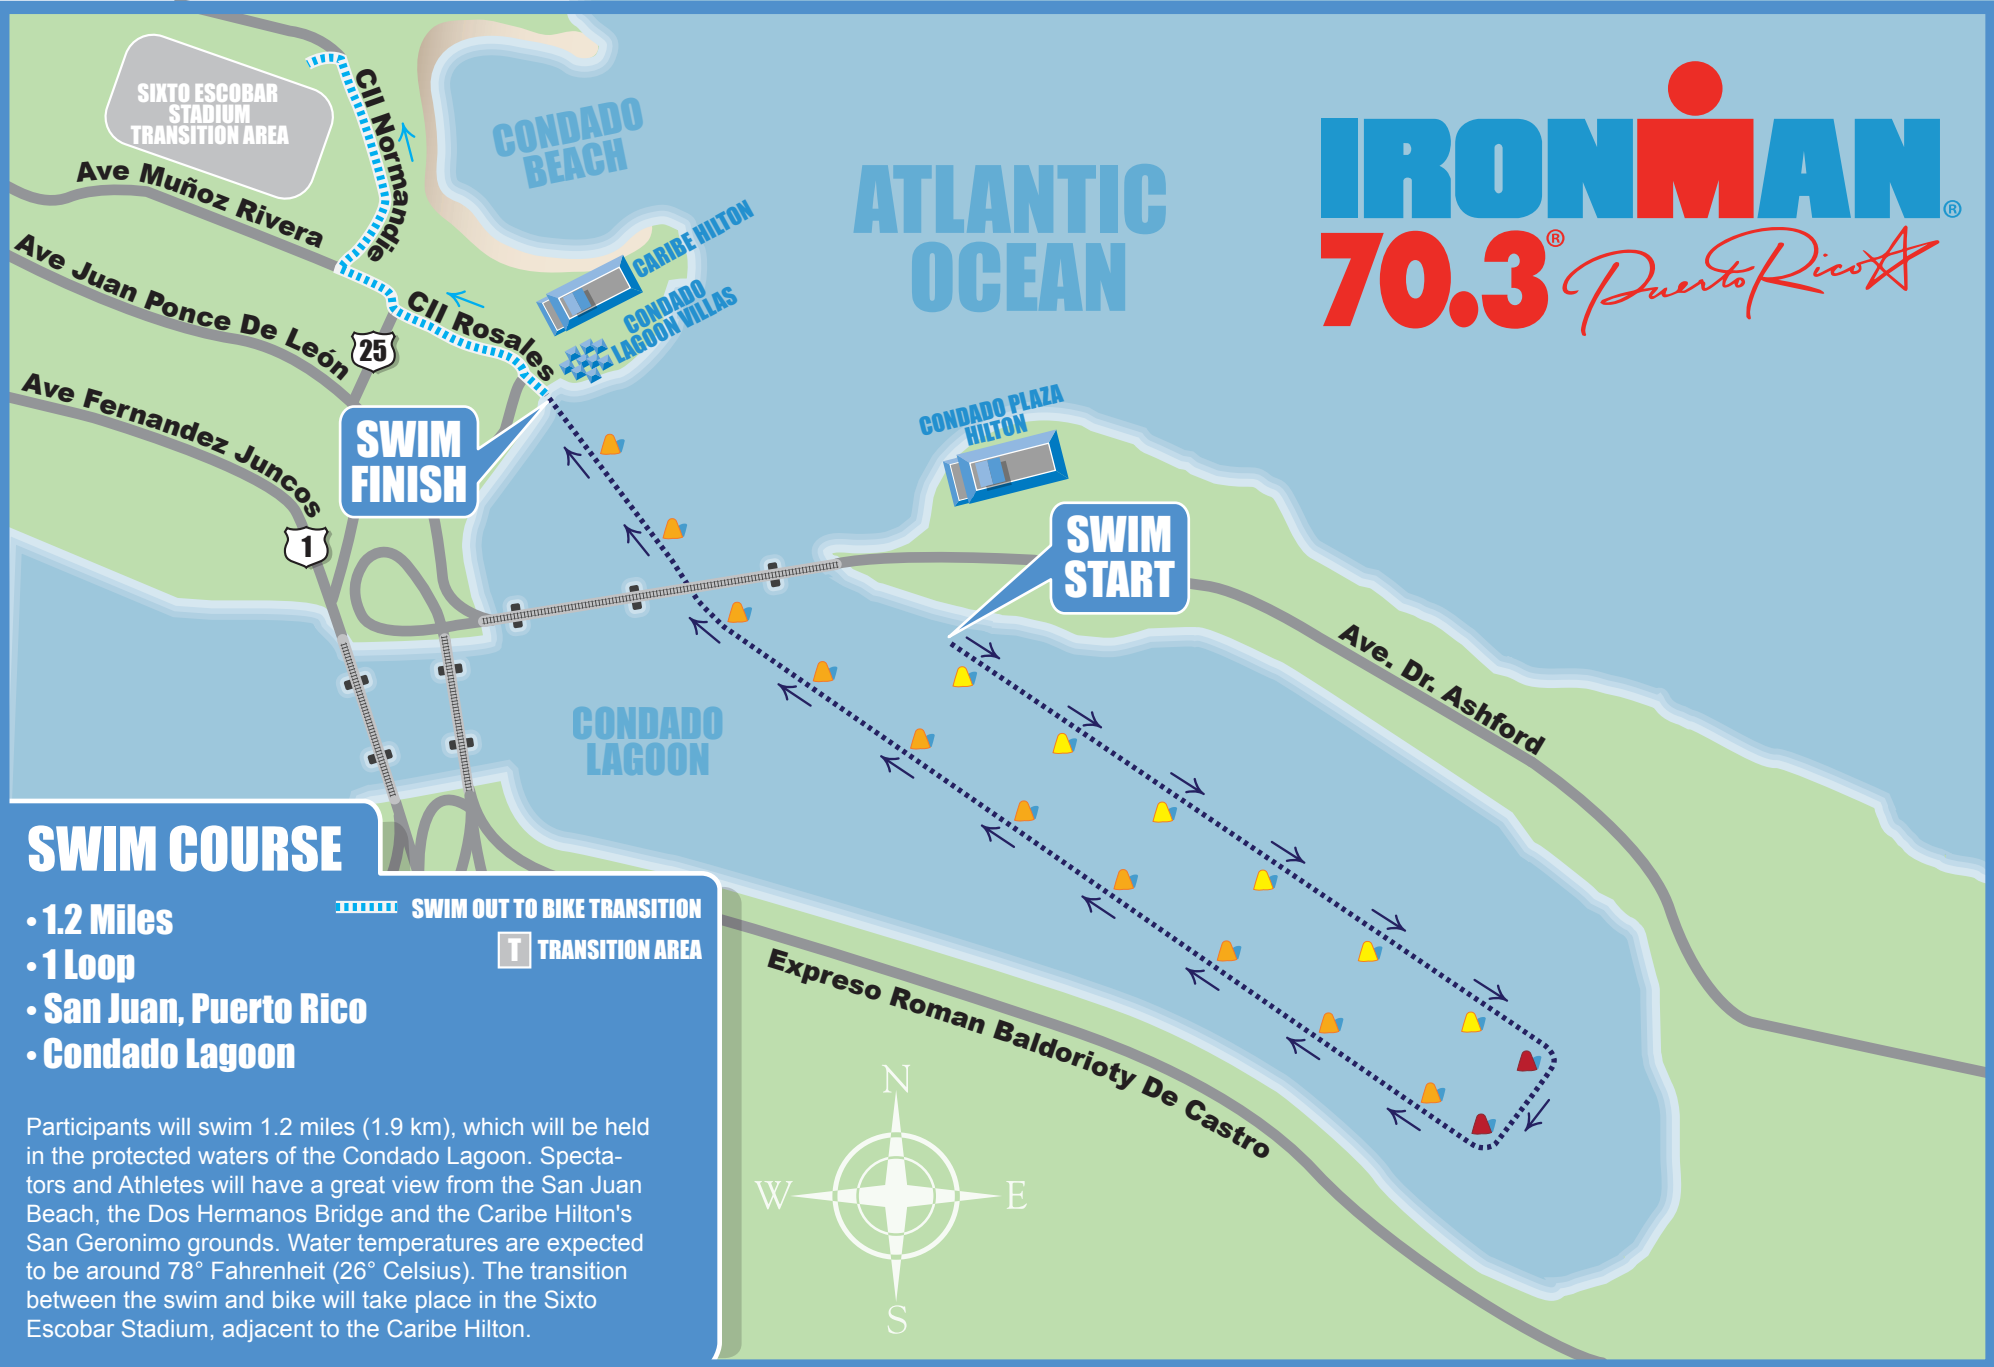 SIXTO ESCOBAR
STADIUM
TRANSITION AREA
Cll Normandie
Ave Muñoz Rivera
Ave Juan Ponce De León
Ave Fernandez Juncos
Cll Rosales
25
1
CONDADO
BEACH
CARIBE HILTON
CONDADO
LAGOON VILLAS
ATLANTIC
OCEAN
IRONMAN®
70.3® Puerto Rico
SWIM
FINISH
CONDADO PLAZA
HILTON
SWIM
START
Ave. Dr. Ashford
CONDADO
LAGOON
Expreso Roman Baldorioty De Castro
N
W
E
S
SWIM COURSE
• 1.2 Miles
• 1 Loop
• San Juan, Puerto Rico
• Condado Lagoon
SWIM OUT TO BIKE TRANSITION
T TRANSITION AREA
Participants will swim 1.2 miles (1.9 km), which will be held
in the protected waters of the Condado Lagoon. Specta-
tors and Athletes will have a great view from the San Juan
Beach, the Dos Hermanos Bridge and the Caribe Hilton's
San Geronimo grounds. Water temperatures are expected
to be around 78° Fahrenheit (26° Celsius). The transition
between the swim and bike will take place in the Sixto
Escobar Stadium, adjacent to the Caribe Hilton.